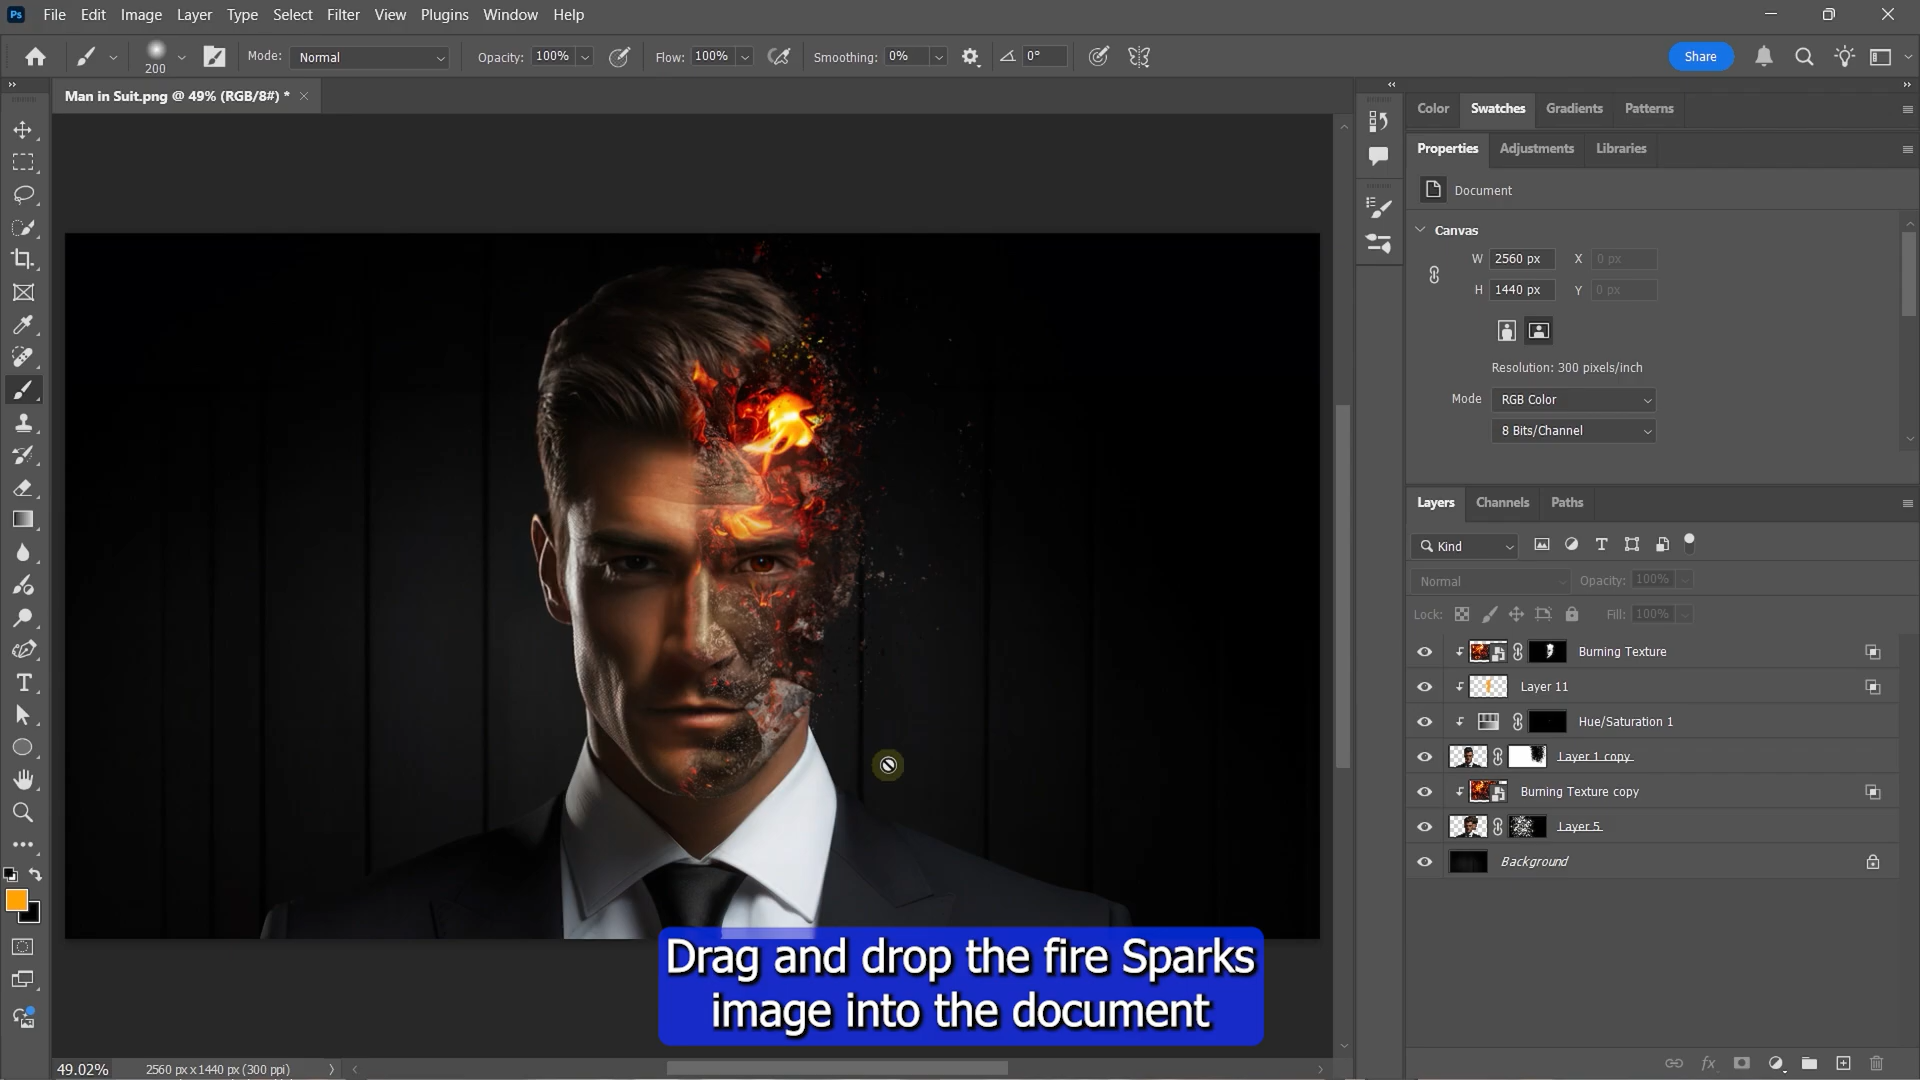 Ps File Edit Image Layer Type Select Filter View Plugins Window Help
200 Mode: Normal Opacity: 100% Flow: 100% Smoothing: 0% 0° Share
Man in Suit.png @ 49% (RGB/8#) *
Color Swatches Gradients Patterns
Properties Adjustments Libraries
Document
Canvas
W 2560 px X 0 px
H 1440 px Y 0 px
Resolution: 300 pixels/inch
Mode RGB Color
8 Bits/Channel
Layers Channels Paths
Kind
Normal Opacity: 100%
Lock: Fill: 100%
Burning Texture
Layer 11
Hue/Saturation 1
Layer 1 copy
Burning Texture copy
Layer 5
Background
Drag and drop the fire Sparks
image into the document
49.02% 2560 px x 1440 px (300 ppi)
fx